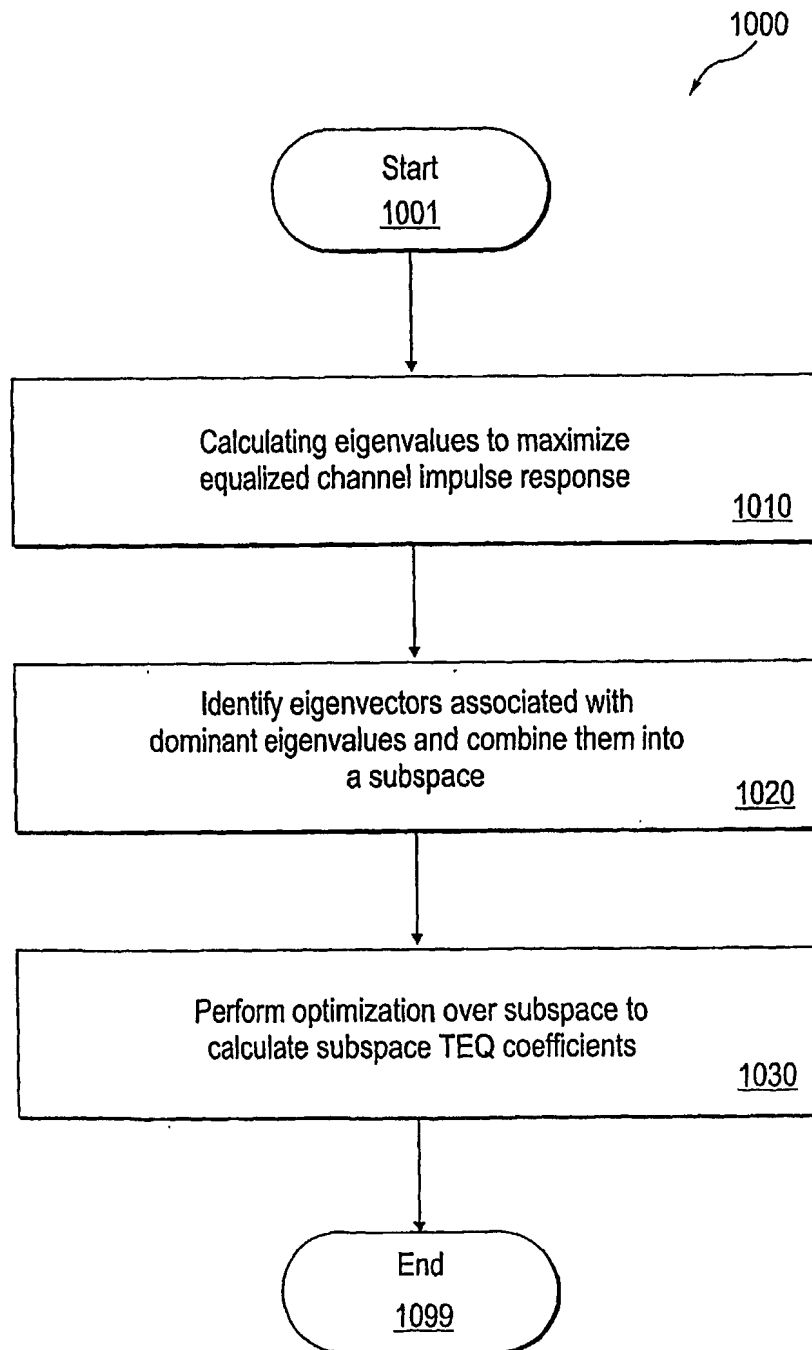 1000
Start
1001
Calculating eigenvalues to maximize
equalized channel impulse response
1010
Identify eigenvectors associated with
dominant eigenvalues and combine them into
a subspace
1020
Perform optimization over subspace to
calculate subspace TEQ coefficients
1030
End
1099